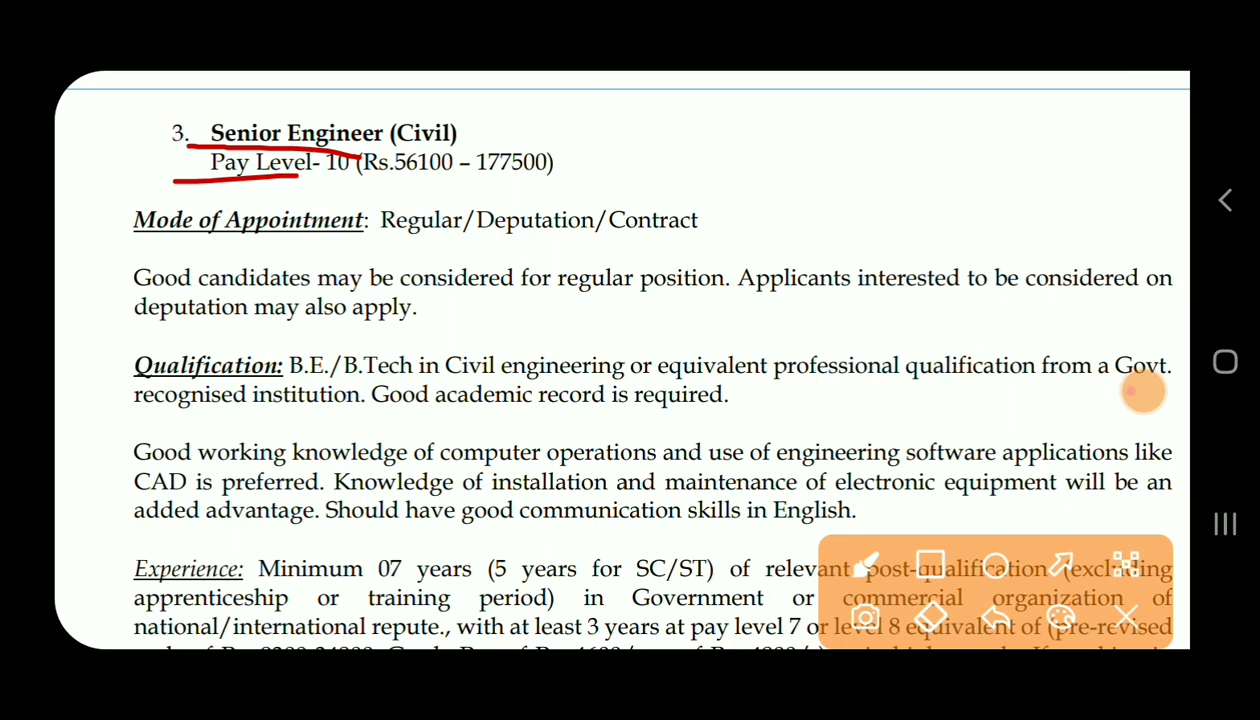 3. Senior Engineer (Civil)
Pay Level- 10 (Rs.56100 – 177500)
Mode of Appointment: Regular/Deputation/Contract
Good candidates may be considered for regular position. Applicants interested to be considered on
deputation may also apply.
Qualification: B.E./B.Tech in Civil engineering or equivalent professional qualification from a Govt.
recognised institution. Good academic record is required.
Good working knowledge of computer operations and use of engineering software applications like
CAD is preferred. Knowledge of installation and maintenance of electronic equipment will be an
added advantage. Should have good communication skills in English.
Experience: Minimum 07 years (5 years for SC/ST) of relevant post-qualification (excluding
apprenticeship or training period) in Government or commercial organization of
national/international repute., with at least 3 years at pay level 7 or level 8 equivalent of (pre-revised